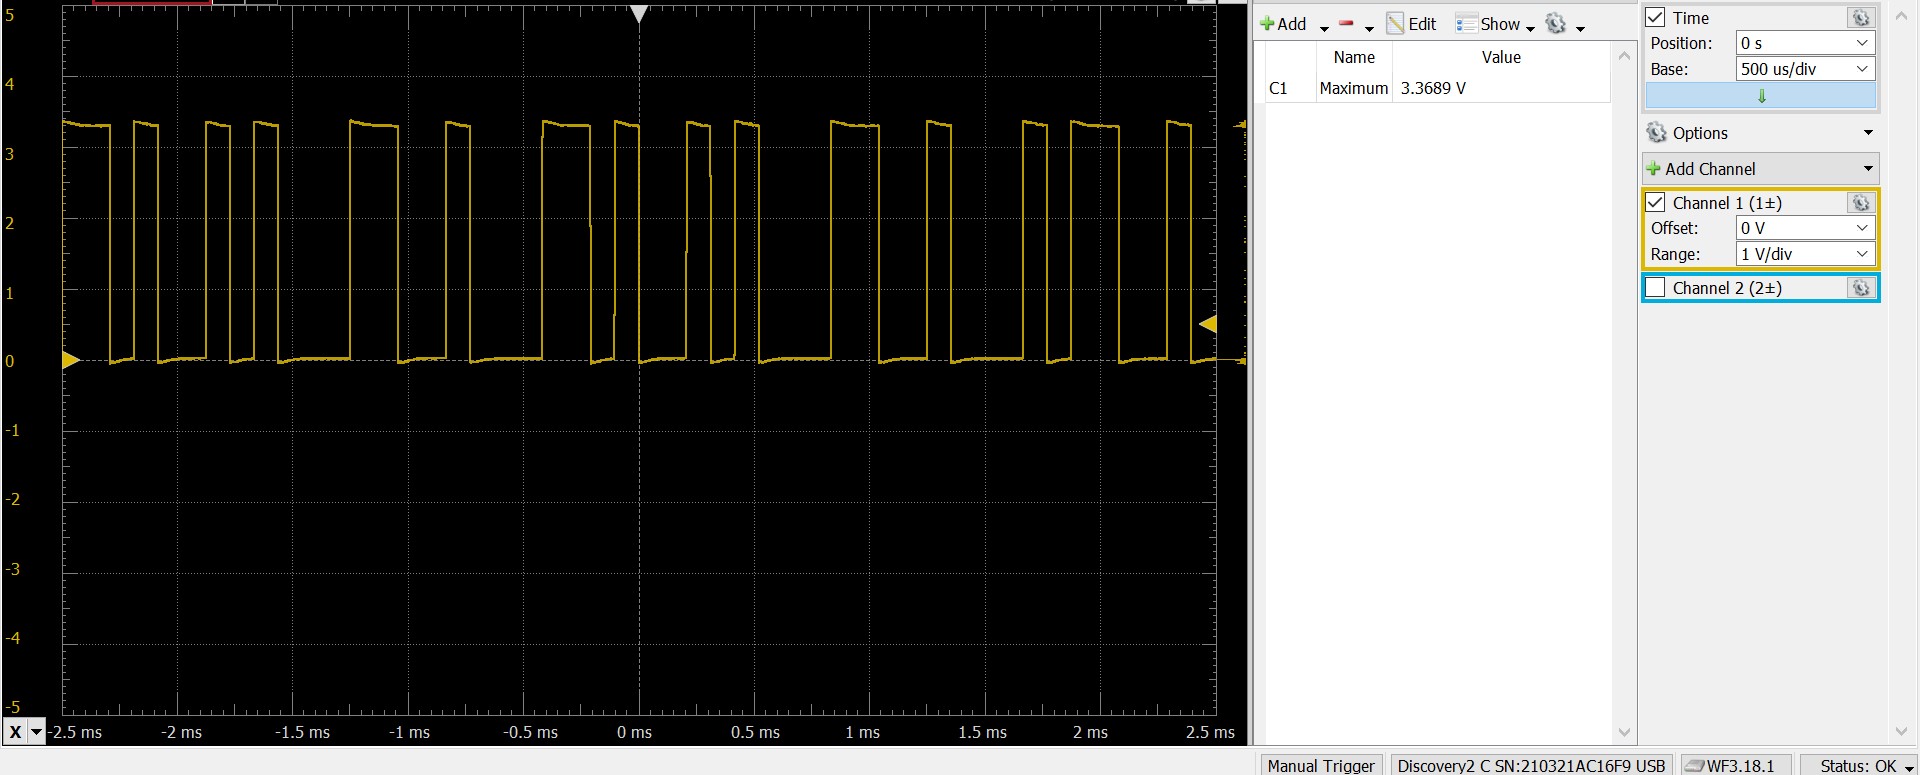 5
4
3
2
1
0
-1
-2
-3
-4
-5
X
-2.5 ms -2 ms -1.5 ms -1 ms -0.5 ms 0 ms 0.5 ms 1 ms 1.5 ms 2 ms 2.5 ms
Add Edit Show
Name Value
C1 Maximum 3.3689 V
Time
Position: 0 s
Base: 500 us/div
Options
Add Channel
Channel 1 (1±)
Offset: 0 V
Range: 1 V/div
Channel 2 (2±)
Manual Trigger Discovery2 C SN:210321AC16F9 USB WF3.18.1 Status: OK